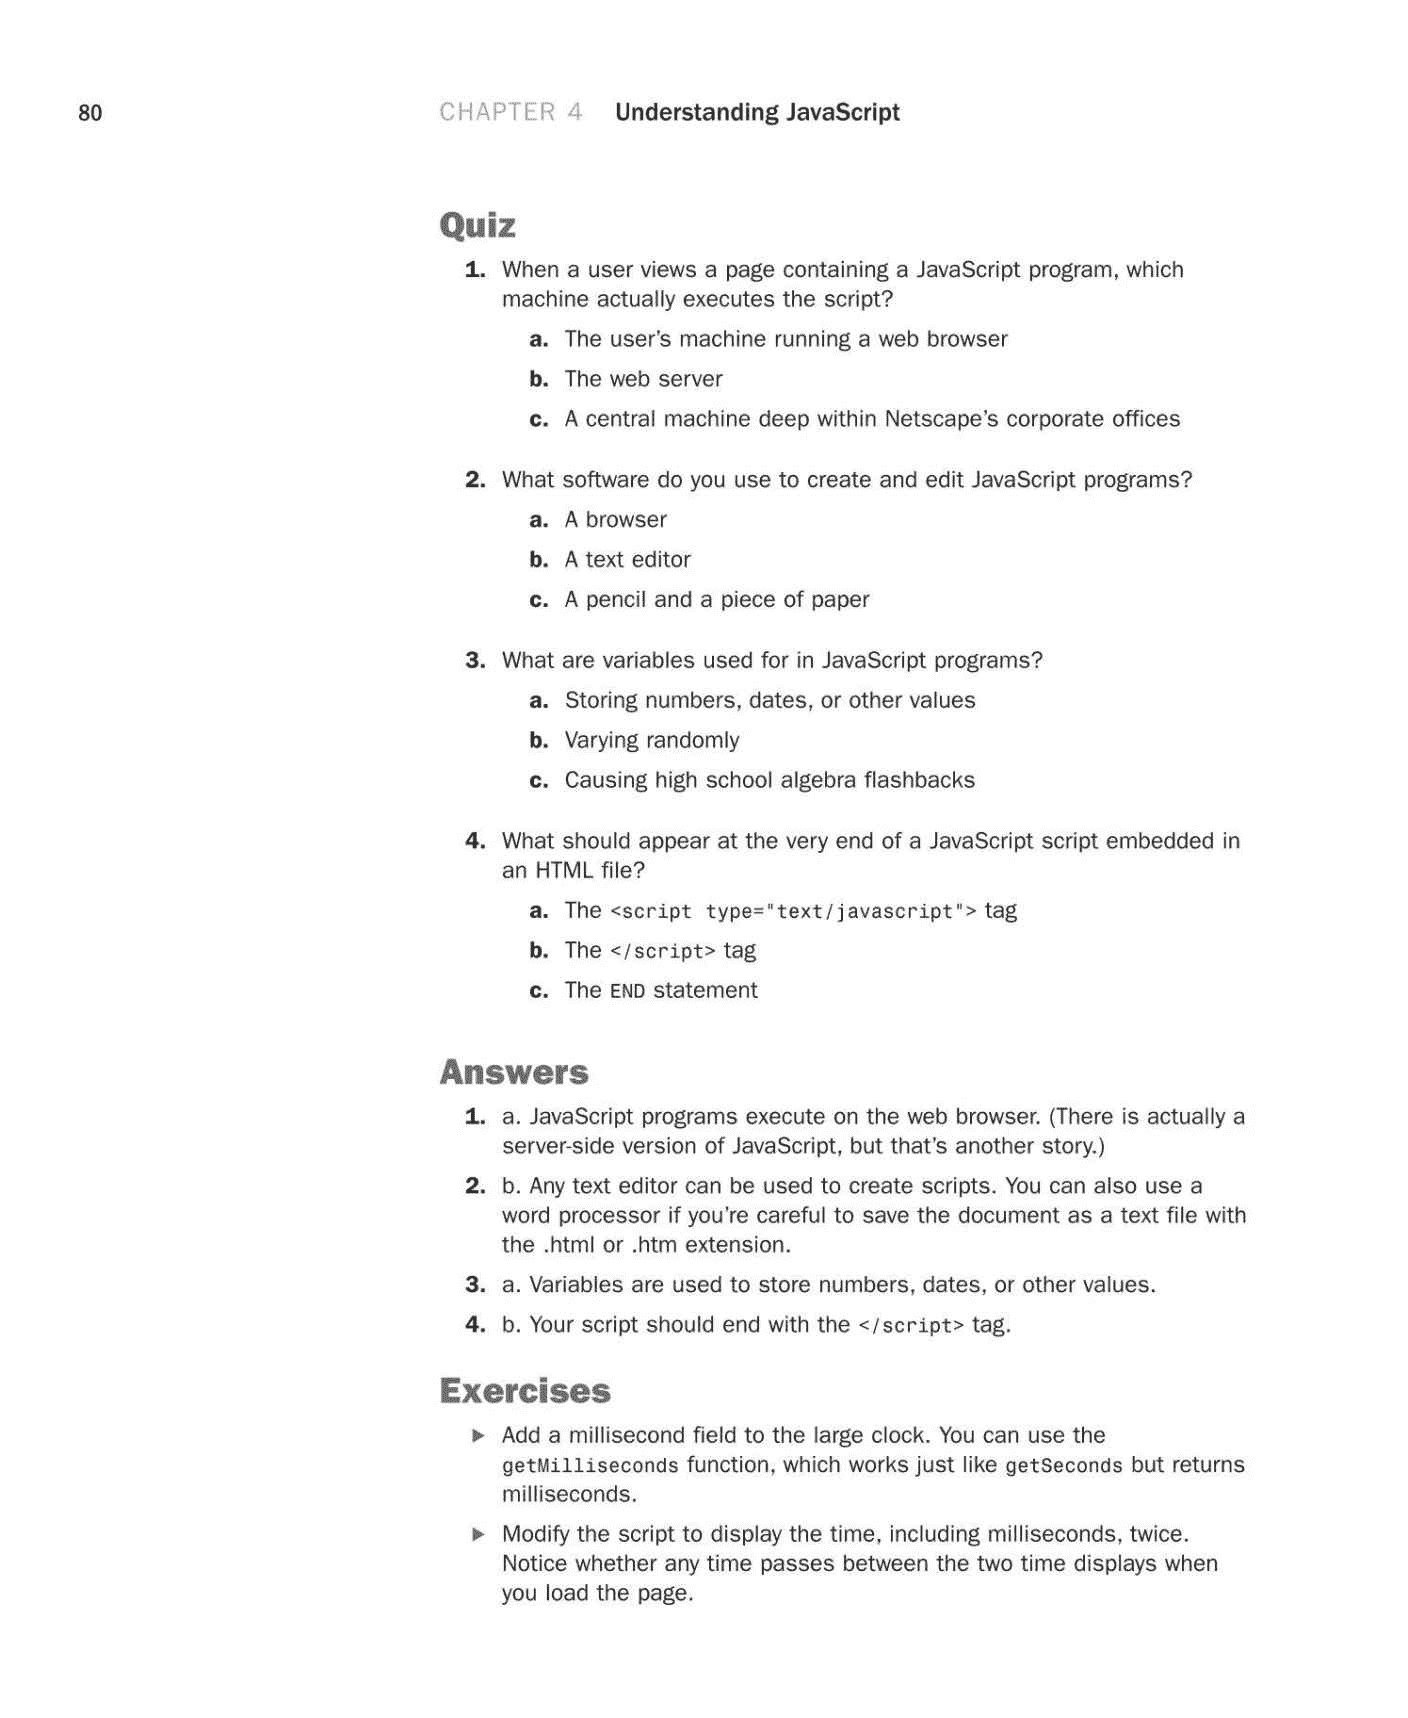 80
CHAPTER 4 Understanding JavaScript
Quiz
1. When a user views a page containing a JavaScript program, which
machine actually executes the script?
a. The user's machine running a web browser
b. The web server
c. A central machine deep within Netscape's corporate offices
2. What software do you use to create and edit JavaScript programs?
a. A browser
b. A text editor
c. A pencil and a piece of paper
3. What are variables used for in JavaScript programs?
a. Storing numbers, dates, or other values
b. Varying randomly
c. Causing high school algebra flashbacks
4. What should appear at the very end of a JavaScript script embedded in
an HTML file?
a. The <script type="text/javascript"> tag
b. The </script> tag
c. The END statement
Answers
1. a. JavaScript programs execute on the web browser. (There is actually a
server-side version of JavaScript, but that's another story.)
2. b. Any text editor can be used to create scripts. You can also use a
word processor if you're careful to save the document as a text file with
the .html or .htm extension.
3. a. Variables are used to store numbers, dates, or other values.
4. b. Your script should end with the </script> tag.
Exercises
▶ Add a millisecond field to the large clock. You can use the
getMilliseconds function, which works just like getSeconds but returns
milliseconds.
▶ Modify the script to display the time, including milliseconds, twice.
Notice whether any time passes between the two time displays when
you load the page.